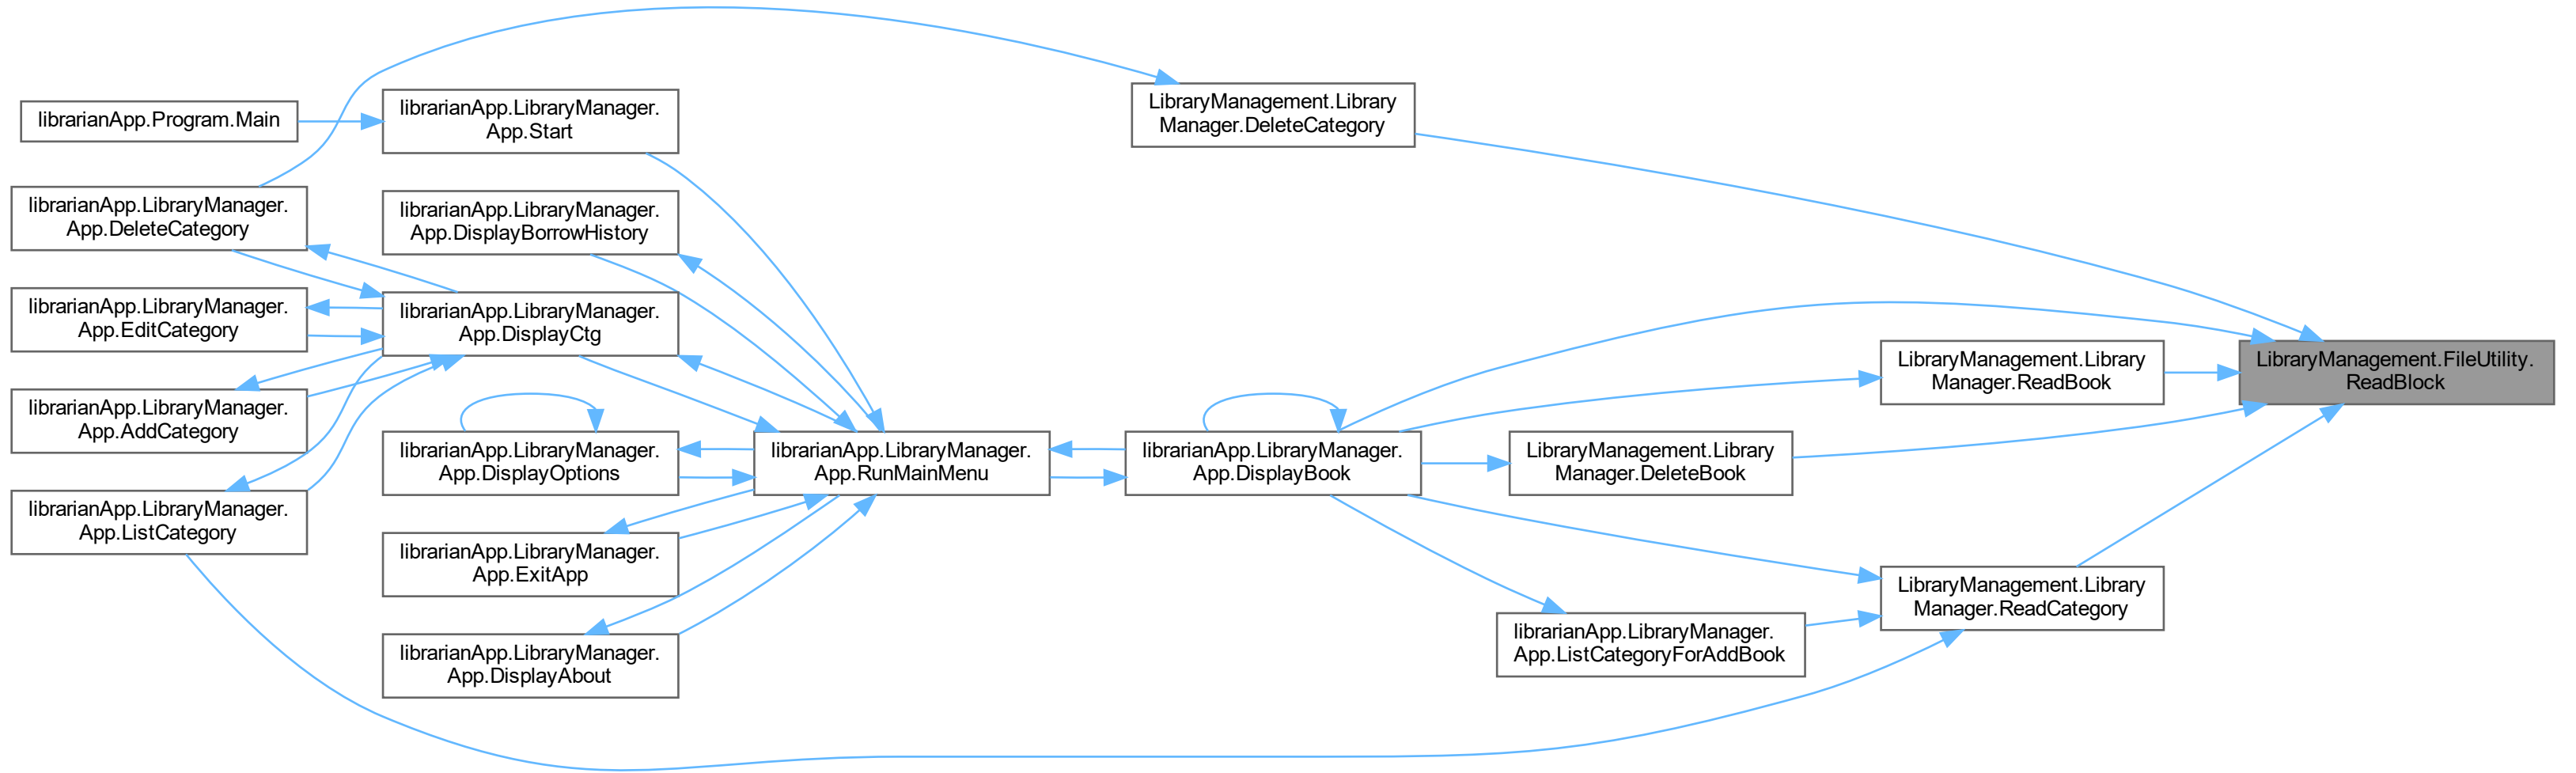 librarianApp.Program.Main
librarianApp.LibraryManager.
App.Start
LibraryManagement.Library
Manager.DeleteCategory
librarianApp.LibraryManager.
App.DeleteCategory
librarianApp.LibraryManager.
App.DisplayBorrowHistory
librarianApp.LibraryManager.
App.EditCategory
librarianApp.LibraryManager.
App.DisplayCtg
librarianApp.LibraryManager.
App.AddCategory
librarianApp.LibraryManager.
App.ListCategory
librarianApp.LibraryManager.
App.DisplayOptions
librarianApp.LibraryManager.
App.ExitApp
librarianApp.LibraryManager.
App.DisplayAbout
librarianApp.LibraryManager.
App.RunMainMenu
librarianApp.LibraryManager.
App.DisplayBook
LibraryManagement.Library
Manager.ReadBook
LibraryManagement.Library
Manager.DeleteBook
librarianApp.LibraryManager.
App.ListCategoryForAddBook
LibraryManagement.Library
Manager.ReadCategory
LibraryManagement.FileUtility.
ReadBlock